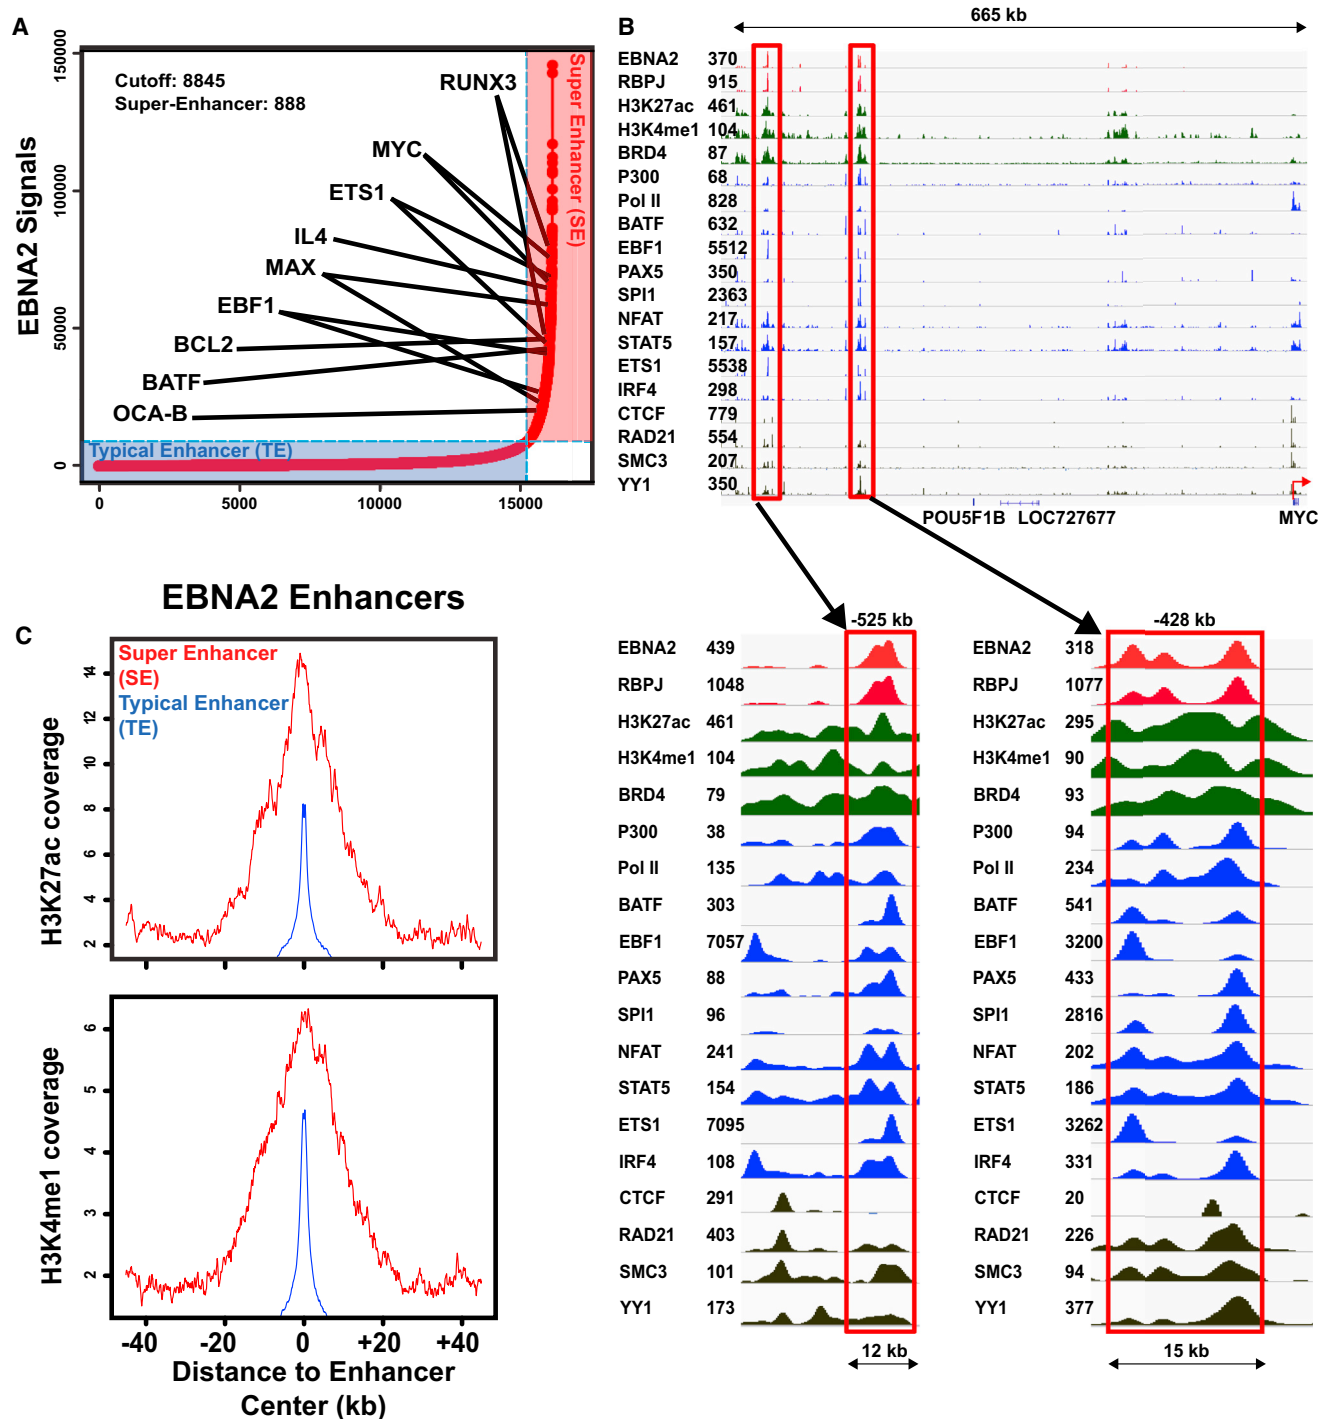 A
EBNA2 Signals
150000
100000
50000
0
Cutoff: 8845
Super-Enhancer: 888
RUNX3
MYC
ETS1
IL4
MAX
EBF1
BCL2
BATF
OCA-B
Super Enhancer (SE)
Typical Enhancer (TE)
0
5000
10000
15000
B
665 kb
EBNA2 370
RBPJ 915
H3K27ac 461
H3K4me1 104
BRD4 87
P300 68
Pol II 828
BATF 632
EBF1 5512
PAX5 350
SPI1 2363
NFAT 217
STAT5 157
ETS1 5538
IRF4 298
CTCF 779
RAD21 554
SMC3 207
YY1 350
POU5F1B LOC727677 MYC
-525 kb
EBNA2 439
RBPJ 1048
H3K27ac 461
H3K4me1 104
BRD4 79
P300 38
Pol II 135
BATF 303
EBF1 7057
PAX5 88
SPI1 96
NFAT 241
STAT5 154
ETS1 7095
IRF4 108
CTCF 291
RAD21 403
SMC3 101
YY1 173
12 kb
-428 kb
EBNA2 318
RBPJ 1077
H3K27ac 295
H3K4me1 90
BRD4 93
P300 94
Pol II 234
BATF 541
EBF1 3200
PAX5 433
SPI1 2816
NFAT 202
STAT5 186
ETS1 3262
IRF4 331
CTCF 20
RAD21 226
SMC3 94
YY1 377
15 kb
EBNA2 Enhancers
C
Super Enhancer
(SE)
Typical Enhancer
(TE)
H3K27ac coverage
14
12
10
8
6
4
2
H3K4me1 coverage
6
5
4
3
2
-40 -20 0 +20 +40
Distance to Enhancer
Center (kb)